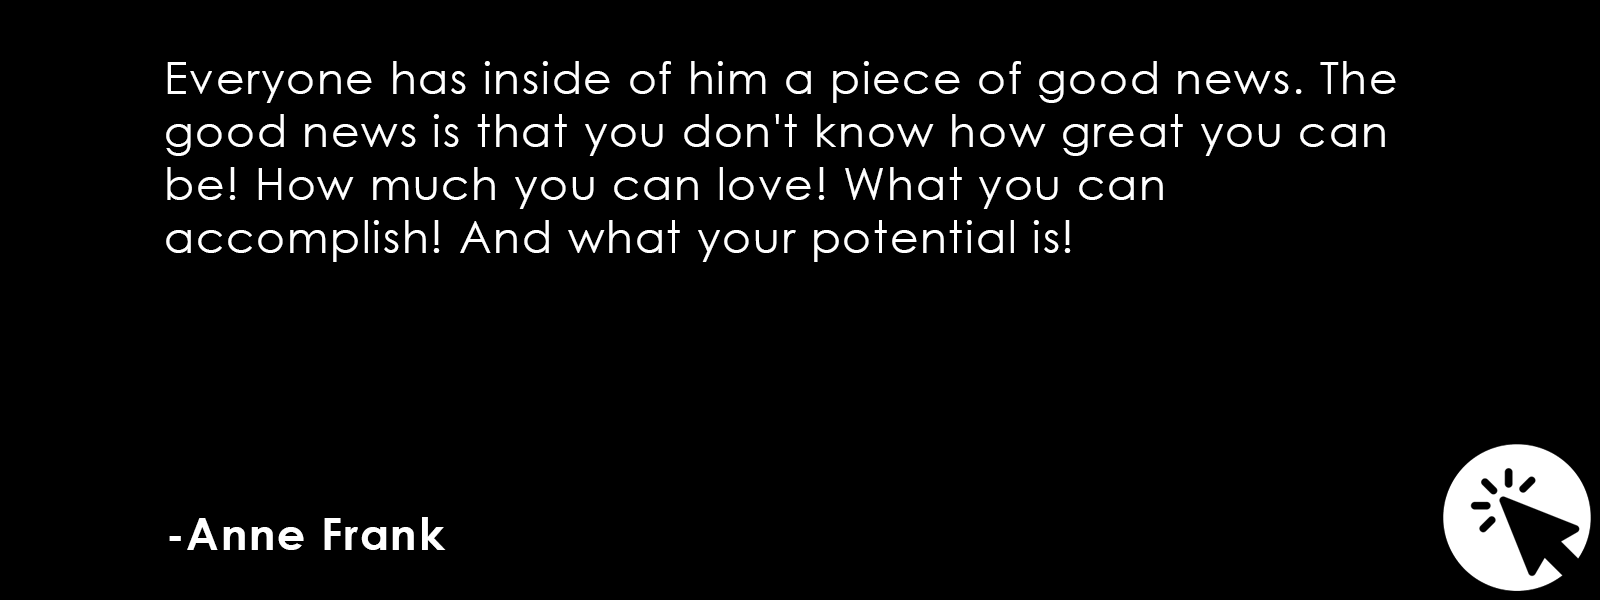 Everyone has inside of him a piece of good news. The
good news is that you don't know how great you can
be! How much you can love! What you can
accomplish! And what your potential is!
-Anne Frank